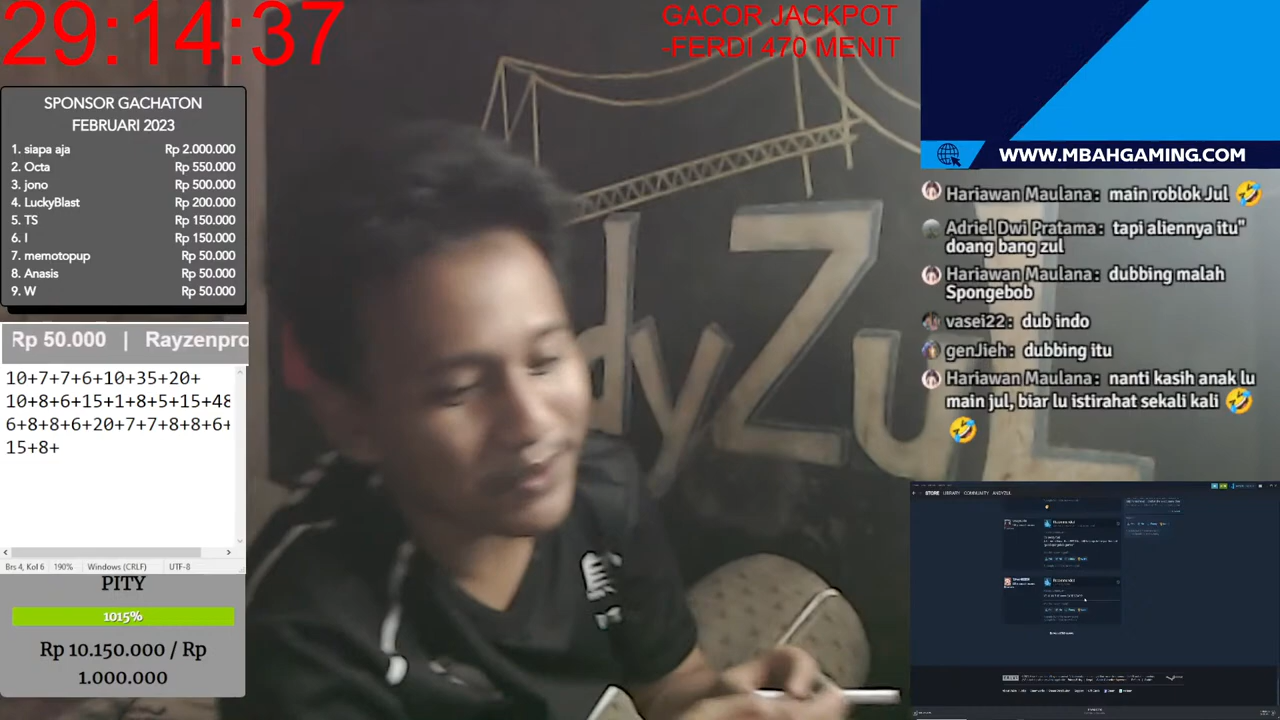 29:14:37
GACOR JACKPOT
-FERDI 470 MENIT
SPONSOR GACHATON
FEBRUARI 2023
1. siapa aja Rp 2.000.000
2. Octa Rp 550.000
3. jono Rp 500.000
4. LuckyBlast Rp 200.000
5. TS Rp 150.000
6. I Rp 150.000
7. memotopup Rp 50.000
8. Anasis Rp 50.000
9. W Rp 50.000
Rp 50.000 | Rayzenpro
10+7+7+6+10+35+20+
10+8+6+15+1+8+5+15+48
6+8+8+6+20+7+7+8+8+6+
15+8+
Brs 4, Kol 6 190% Windows (CRLF) UTF-8
PITY
1015%
Rp 10.150.000 / Rp
1.000.000
dyZul
WWW.MBAHGAMING.COM
Hariawan Maulana: main roblok Jul 🤣
Adriel Dwi Pratama: tapi aliennya itu"
doang bang zul
Hariawan Maulana: dubbing malah
Spongebob
vasei22: dub indo
genJieh: dubbing itu
Hariawan Maulana: nanti kasih anak lu
main jul, biar lu istirahat sekali kali 🤣
🤣
STORE LIBRARY COMMUNITY ANDYZUL